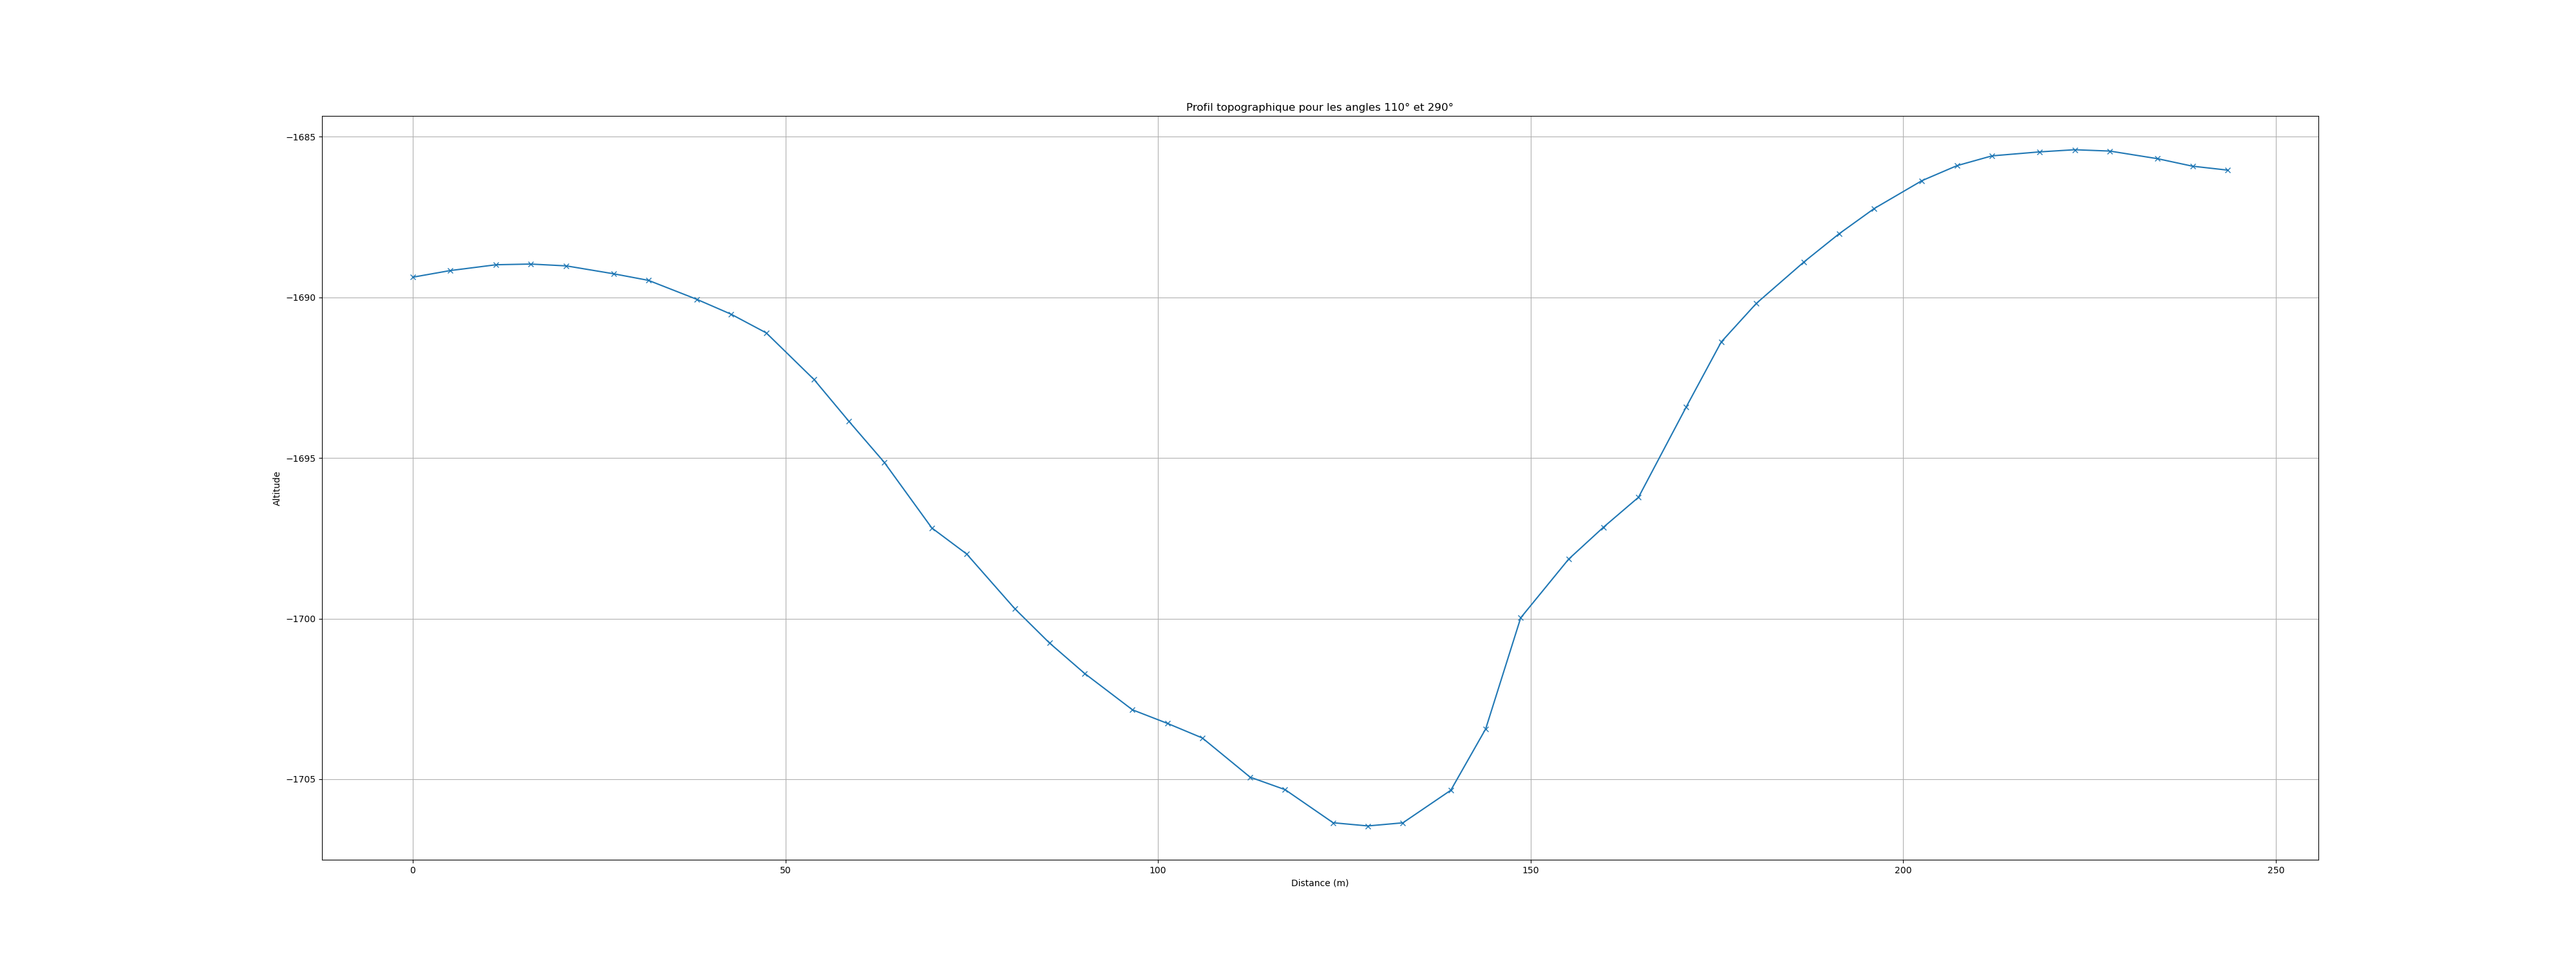 Profil topographique pour les angles 110° et 290°
Altitude
−1685
−1690
−1695
−1700
−1705
0 50 100 150 200 250
Distance (m)